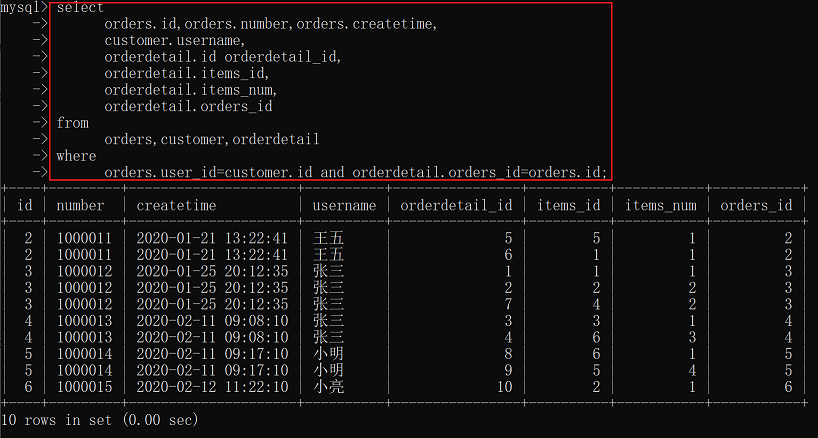 mysql> select
    -> orders.id,orders.number,orders.createtime,
    -> customer.username,
    -> orderdetail.id orderdetail_id,
    -> orderdetail.items_id,
    -> orderdetail.items_num,
    -> orderdetail.orders_id
    -> from
    -> orders,customer,orderdetail
    -> where
    -> orders.user_id=customer.id and orderdetail.orders_id=orders.id;
| id | number | createtime | username | orderdetail_id | items_id | items_num | orders_id |
| 2 | 1000011 | 2020-01-21 13:22:41 | 王五 | 5 | 5 | 1 | 2 |
| 2 | 1000011 | 2020-01-21 13:22:41 | 王五 | 6 | 1 | 1 | 2 |
| 3 | 1000012 | 2020-01-25 20:12:35 | 张三 | 1 | 1 | 1 | 3 |
| 3 | 1000012 | 2020-01-25 20:12:35 | 张三 | 2 | 2 | 2 | 3 |
| 3 | 1000012 | 2020-01-25 20:12:35 | 张三 | 7 | 4 | 2 | 3 |
| 4 | 1000013 | 2020-02-11 09:08:10 | 张三 | 3 | 3 | 1 | 4 |
| 4 | 1000013 | 2020-02-11 09:08:10 | 张三 | 4 | 6 | 3 | 4 |
| 5 | 1000014 | 2020-02-11 09:17:10 | 小明 | 8 | 6 | 1 | 5 |
| 5 | 1000014 | 2020-02-11 09:17:10 | 小明 | 9 | 5 | 4 | 5 |
| 6 | 1000015 | 2020-02-12 11:22:10 | 小亮 | 10 | 2 | 1 | 6 |
10 rows in set (0.00 sec)